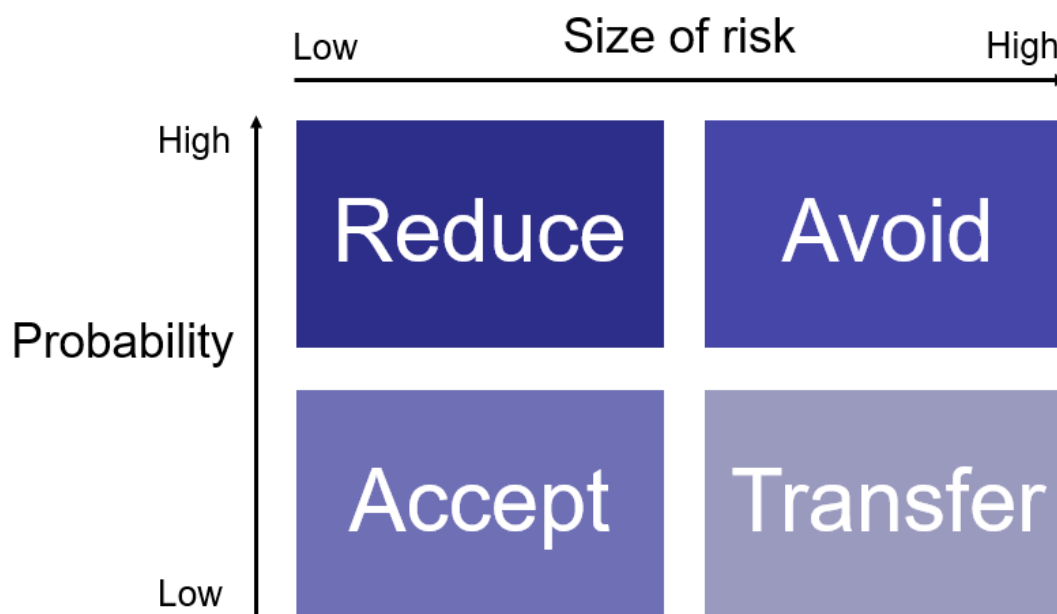 Low Size of risk High
High
Reduce Avoid
Probability
Accept Transfer
Low